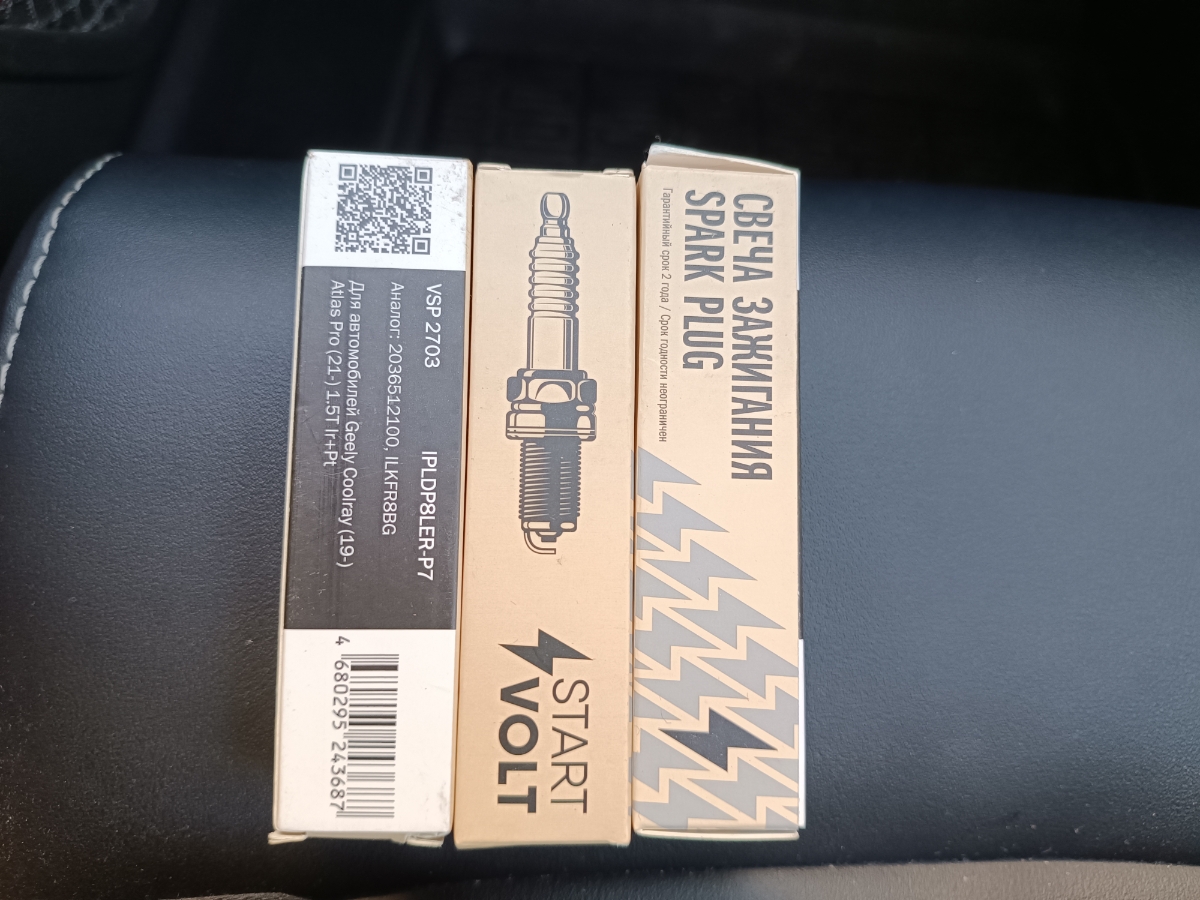 VSP 2703 IPLDP8LER-P7
Аналог: 2036512100, ILKFR8BG
Для автомобилей Geely Coolray (19-)
Atlas Pro (21-) 1.5T Ir+Pt
4 680295 243687
START
VOLT
СВЕЧА ЗАЖИГАНИЯ
SPARK PLUG
Гарантийный срок 2 года / Срок годности неограничен